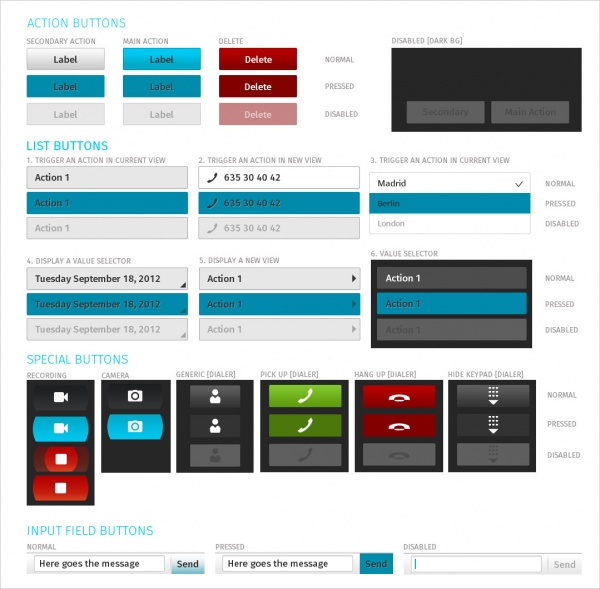 ACTION BUTTONS
SECONDARY ACTION MAIN ACTION DELETE DISABLED [DARK BG]
Label Label Delete NORMAL
Label Label Delete PRESSED
Label Label Delete DISABLED
Secondary Main Action
LIST BUTTONS
1. TRIGGER AN ACTION IN CURRENT VIEW 2. TRIGGER AN ACTION IN NEW VIEW 3. TRIGGER AN ACTION IN CURRENT VIEW
Action 1 635 30 40 42 Madrid NORMAL
Action 1 635 30 40 42 Berlin PRESSED
Action 1 635 30 40 42 London DISABLED
4. DISPLAY A VALUE SELECTOR 5. DISPLAY A NEW VIEW 6. VALUE SELECTOR
Tuesday September 18, 2012 Action 1 Action 1 NORMAL
Tuesday September 18, 2012 Action 1 Action 1 PRESSED
Tuesday September 18, 2012 Action 1 Action 1 DISABLED
SPECIAL BUTTONS
RECORDING CAMERA GENERIC [DIALER] PICK UP [DIALER] HANG UP [DIALER] HIDE KEYPAD [DIALER]
NORMAL
PRESSED
DISABLED
INPUT FIELD BUTTONS
NORMAL PRESSED DISABLED
Here goes the message Send Here goes the message Send Send